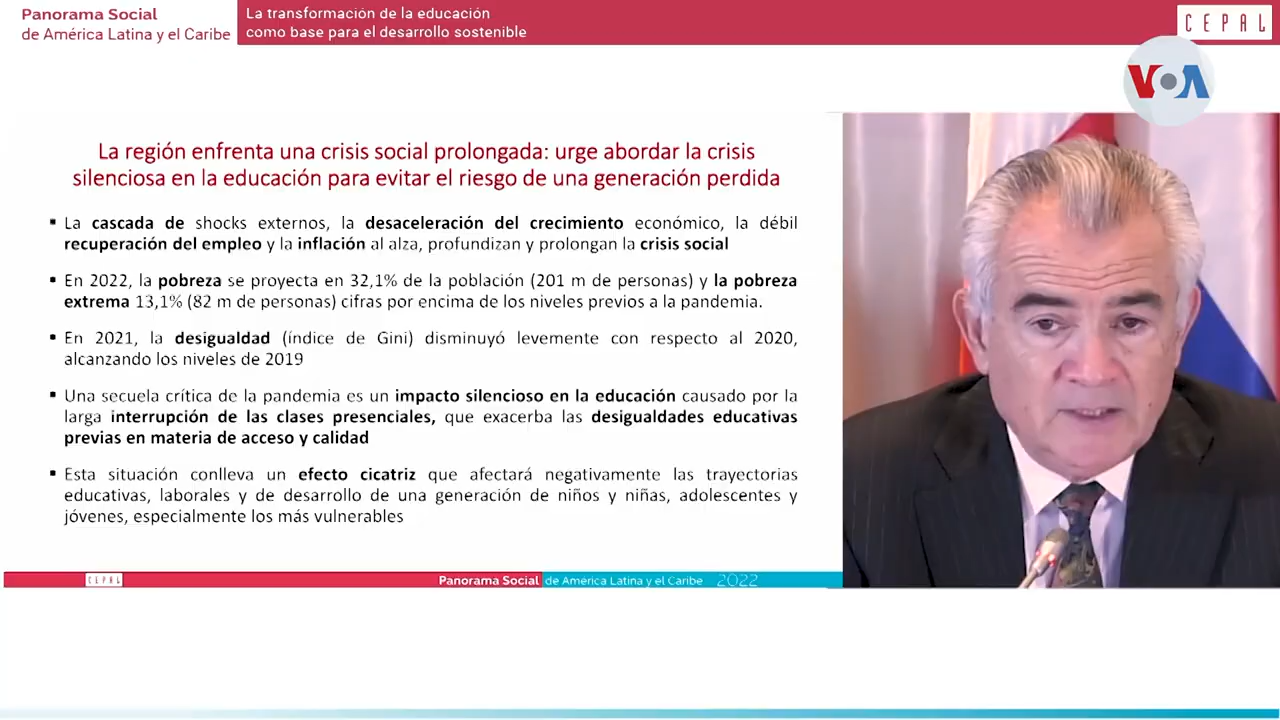 Panorama Social
de América Latina y el Caribe
La transformación de la educación
como base para el desarrollo sostenible
CEPAL
VOA
La región enfrenta una crisis social prolongada: urge abordar la crisis
silenciosa en la educación para evitar el riesgo de una generación perdida
▪ La cascada de shocks externos, la desaceleración del crecimiento económico, la débil
recuperación del empleo y la inflación al alza, profundizan y prolongan la crisis social
▪ En 2022, la pobreza se proyecta en 32,1% de la población (201 m de personas) y la pobreza
extrema 13,1% (82 m de personas) cifras por encima de los niveles previos a la pandemia.
▪ En 2021, la desigualdad (índice de Gini) disminuyó levemente con respecto al 2020,
alcanzando los niveles de 2019
▪ Una secuela crítica de la pandemia es un impacto silencioso en la educación causado por la
larga interrupción de las clases presenciales, que exacerba las desigualdades educativas
previas en materia de acceso y calidad
▪ Esta situación conlleva un efecto cicatriz que afectará negativamente las trayectorias
educativas, laborales y de desarrollo de una generación de niños y niñas, adolescentes y
jóvenes, especialmente los más vulnerables
CEPAL
Panorama Social de América Latina y el Caribe 2022